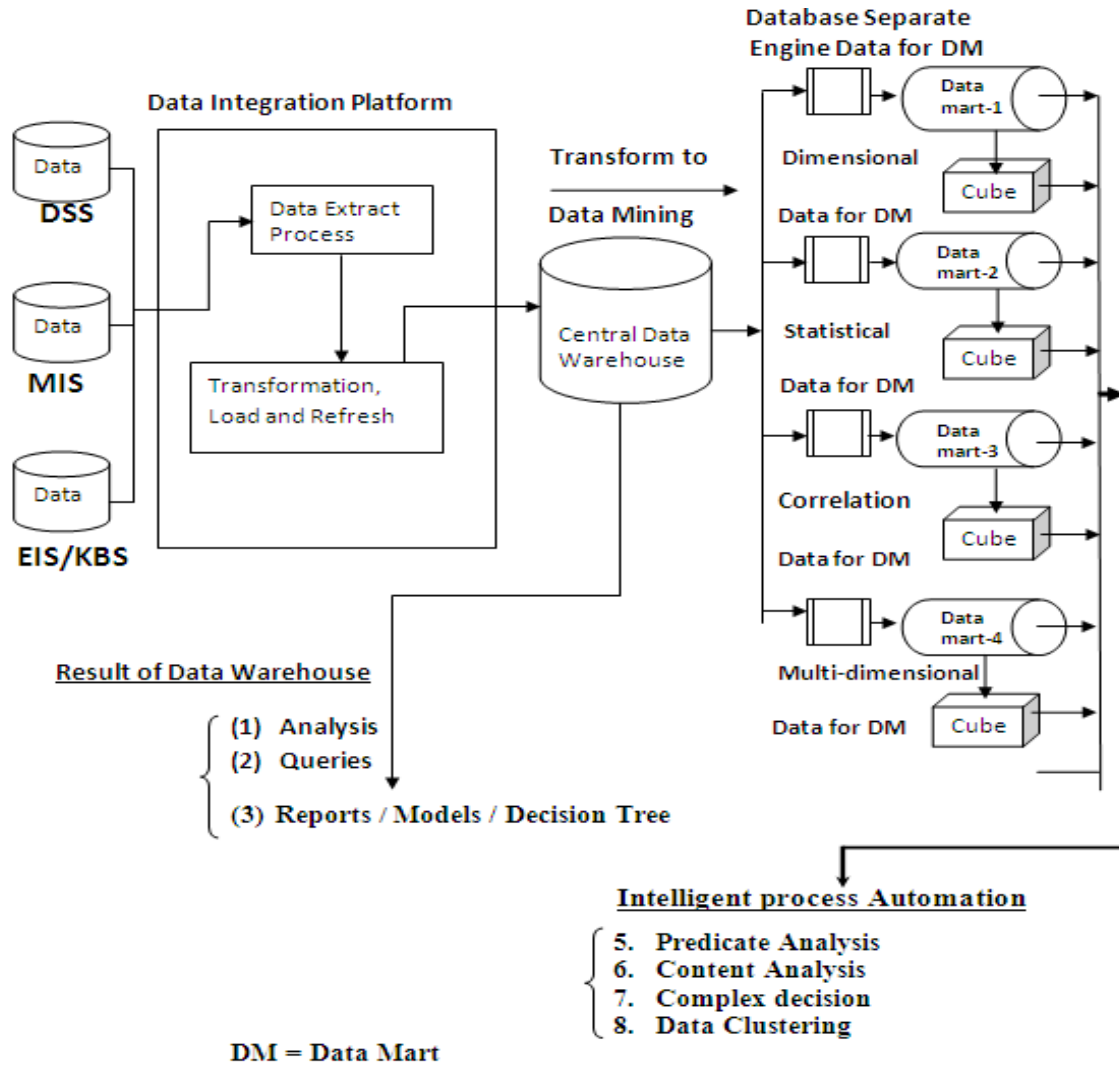 Database Separate
Engine Data for DM
Data Integration Platform
Data
DSS
Data
MIS
Data
EIS/KBS
Data Extract
Process
Transformation,
Load and Refresh
Transform to
Data Mining
Central Data
Warehouse
Data
mart-1
Dimensional
Cube
Data for DM
Data
mart-2
Statistical
Cube
Data for DM
Data
mart-3
Correlation
Cube
Data for DM
Data
mart-4
Multi-dimensional
Data for DM
Cube
Result of Data Warehouse
(1) Analysis
(2) Queries
(3) Reports / Models / Decision Tree
Intelligent process Automation
5. Predicate Analysis
6. Content Analysis
7. Complex decision
8. Data Clustering
DM = Data Mart